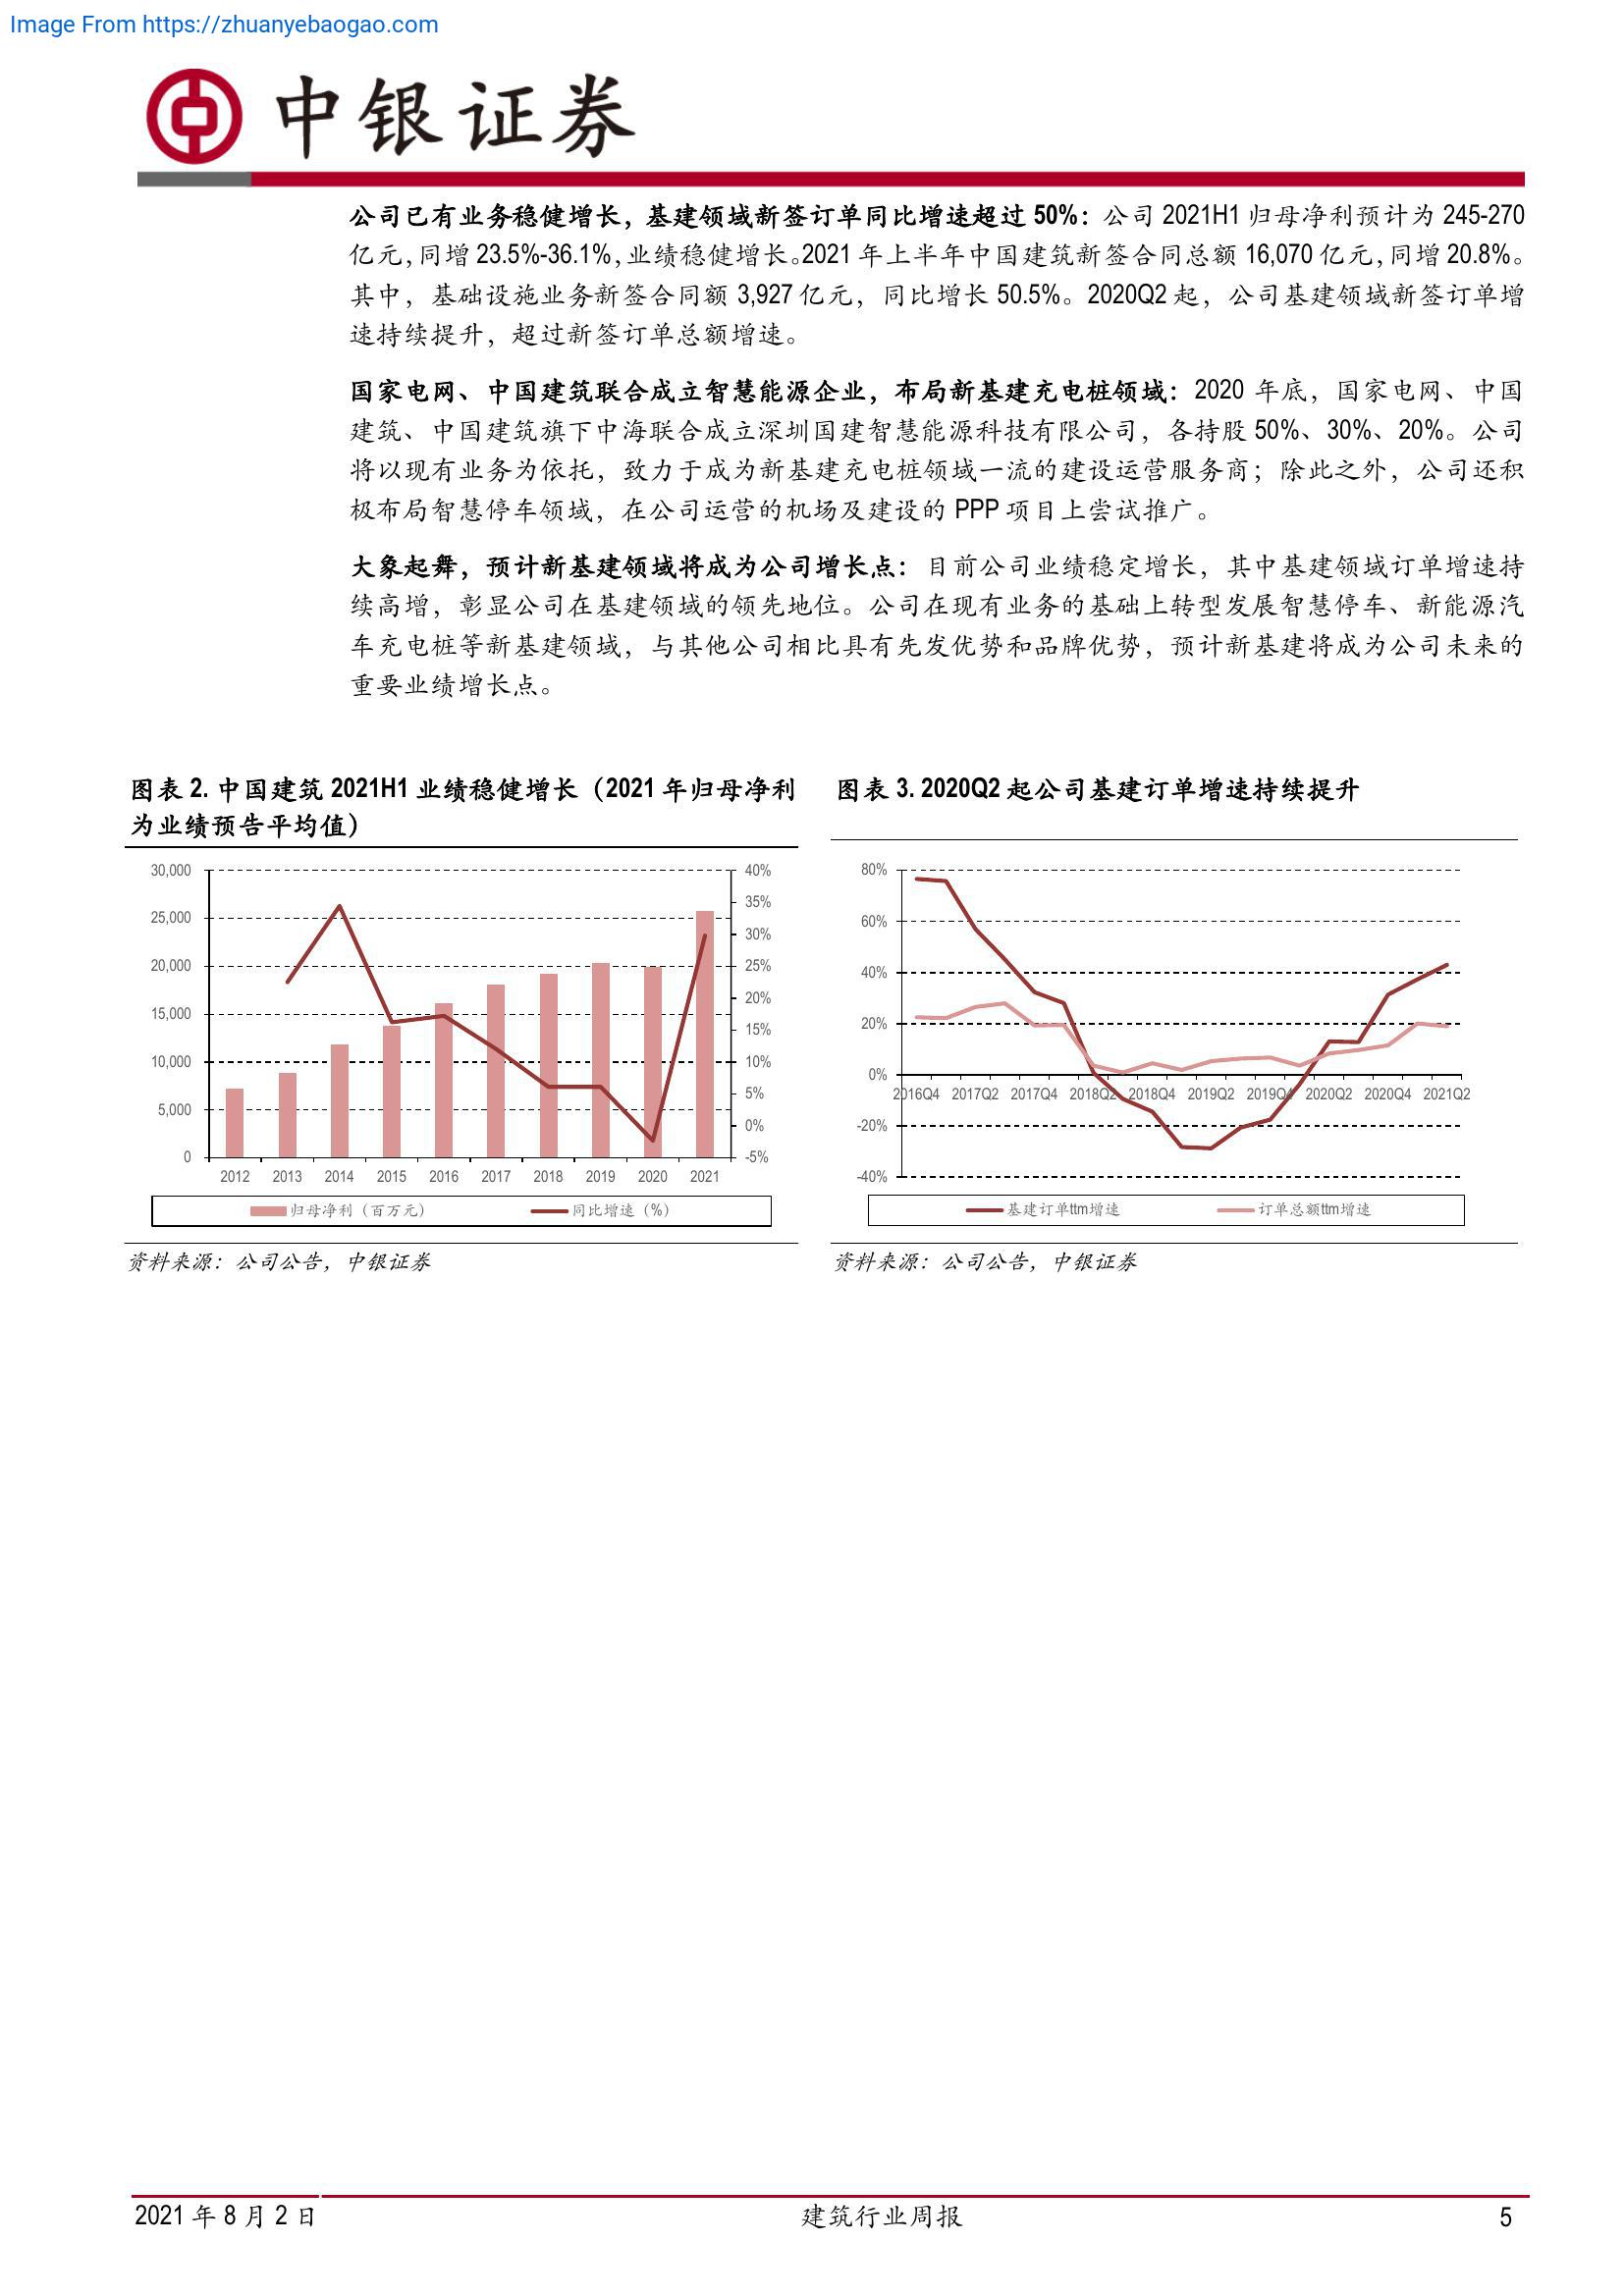 Image From https://zhuanyebaogao.com
中银证券
公司已有业务稳健增长，基建领域新签订单同比增速超过 50%：公司 2021H1 归母净利预计为 245-270
亿元，同增 23.5%-36.1%，业绩稳健增长。2021 年上半年中国建筑新签合同总额 16,070 亿元，同增 20.8%。
其中，基础设施业务新签合同额 3,927 亿元，同比增长 50.5%。2020Q2 起，公司基建领域新签订单增
速持续提升，超过新签订单总额增速。
国家电网、中国建筑联合成立智慧能源企业，布局新基建充电桩领域：2020 年底，国家电网、中国
建筑、中国建筑旗下中海联合成立深圳国建智慧能源科技有限公司，各持股 50%、30%、20%。公司
将以现有业务为依托，致力于成为新基建充电桩领域一流的建设运营服务商；除此之外，公司还积
极布局智慧停车领域，在公司运营的机场及建设的 PPP 项目上尝试推广。
大象起舞，预计新基建领域将成为公司增长点：目前公司业绩稳定增长，其中基建领域订单增速持
续高增，彰显公司在基建领域的领先地位。公司在现有业务的基础上转型发展智慧停车、新能源汽
车充电桩等新基建领域，与其他公司相比具有先发优势和品牌优势，预计新基建将成为公司未来的
重要业绩增长点。
图表 2. 中国建筑 2021H1 业绩稳健增长（2021 年归母净利
为业绩预告平均值）
30,000 40%
35%
25,000
30%
20,000 25%
20%
15,000
15%
10,000 10%
5%
5,000
0%
0 -5%
2012 2013 2014 2015 2016 2017 2018 2019 2020 2021
归母净利（百万元） 同比增速（%）
资料来源：公司公告，中银证券
图表 3. 2020Q2 起公司基建订单增速持续提升
80%
60%
40%
20%
0%
2016Q4 2017Q2 2017Q4 2018Q2 2018Q4 2019Q2 2019Q4 2020Q2 2020Q4 2021Q2
-20%
-40%
基建订单ttm增速 订单总额ttm增速
资料来源：公司公告，中银证券
2021 年 8 月 2 日 建筑行业周报 5